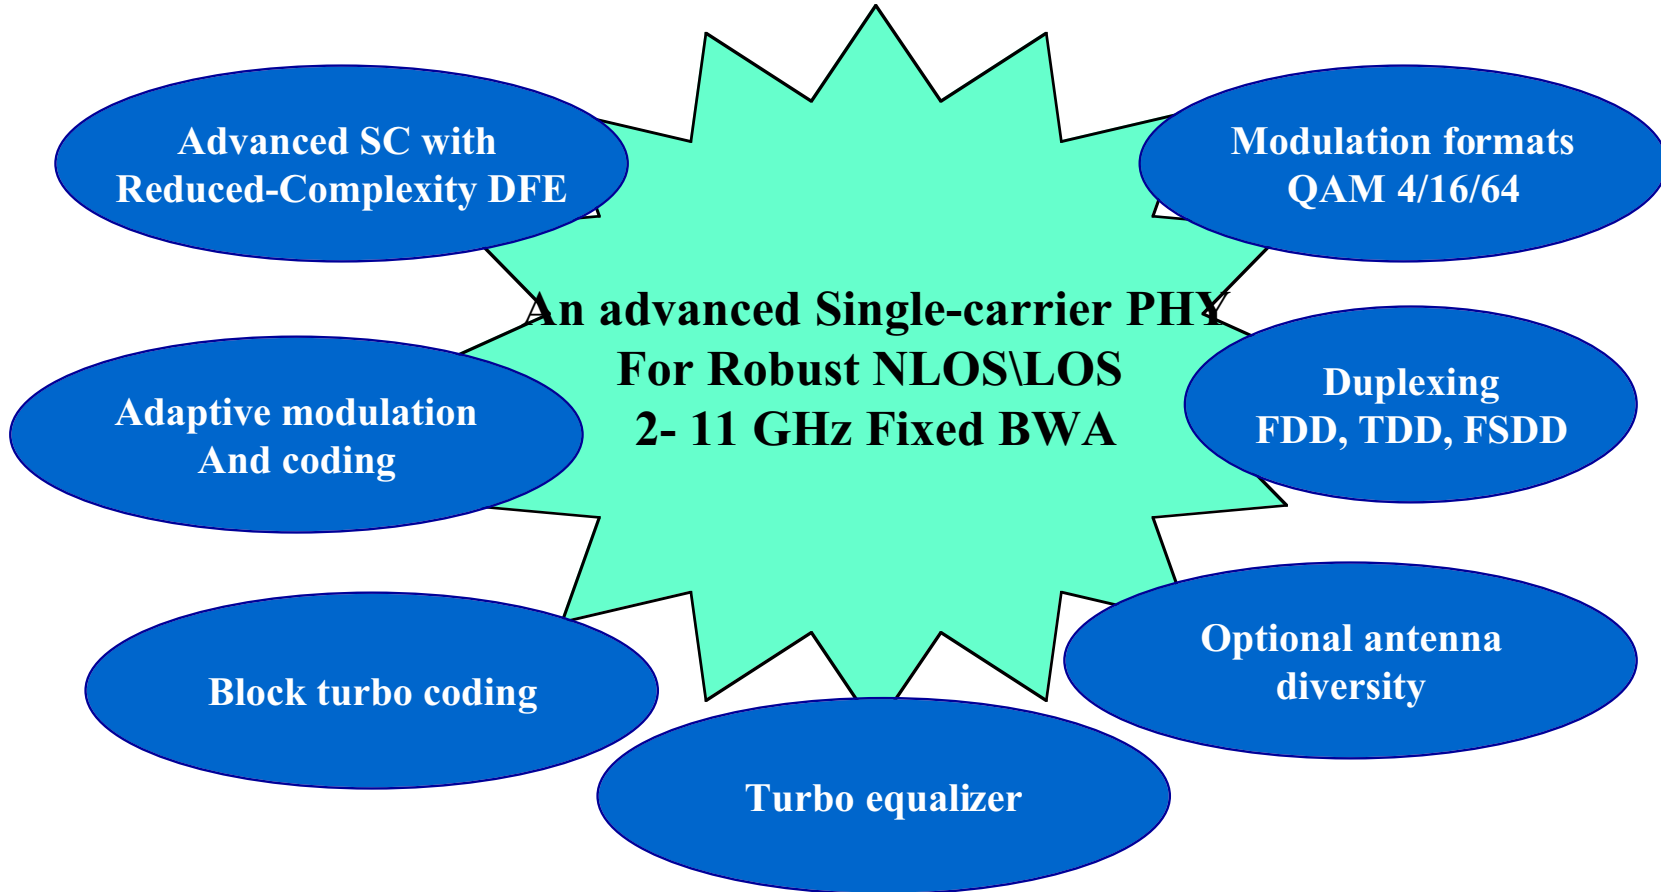 Advanced SC with
Reduced-Complexity DFE
Modulation formats
QAM 4/16/64
An advanced Single-carrier PHY
For Robust NLOS\LOS
2- 11 GHz Fixed BWA
Adaptive modulation
And coding
Duplexing
FDD, TDD, FSDD
Block turbo coding
Optional antenna
diversity
Turbo equalizer